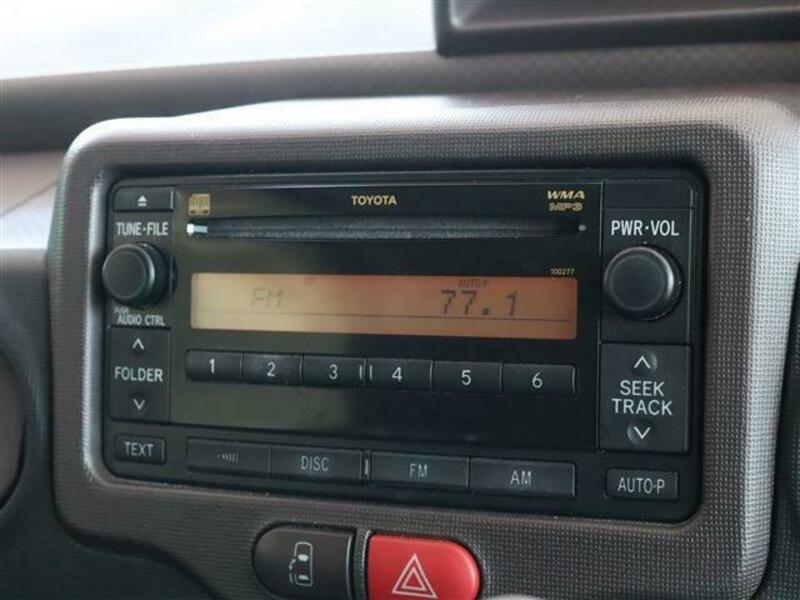 TOYOTA
WMA
MP3
TUNE·FILE
PWR·VOL
100277
AUTO.P
FM 77.1
PUSH
AUDIO CTRL
FOLDER
1 2 3 4 5 6
SEEK
TRACK
TEXT
DISC
FM
AM
AUTO·P